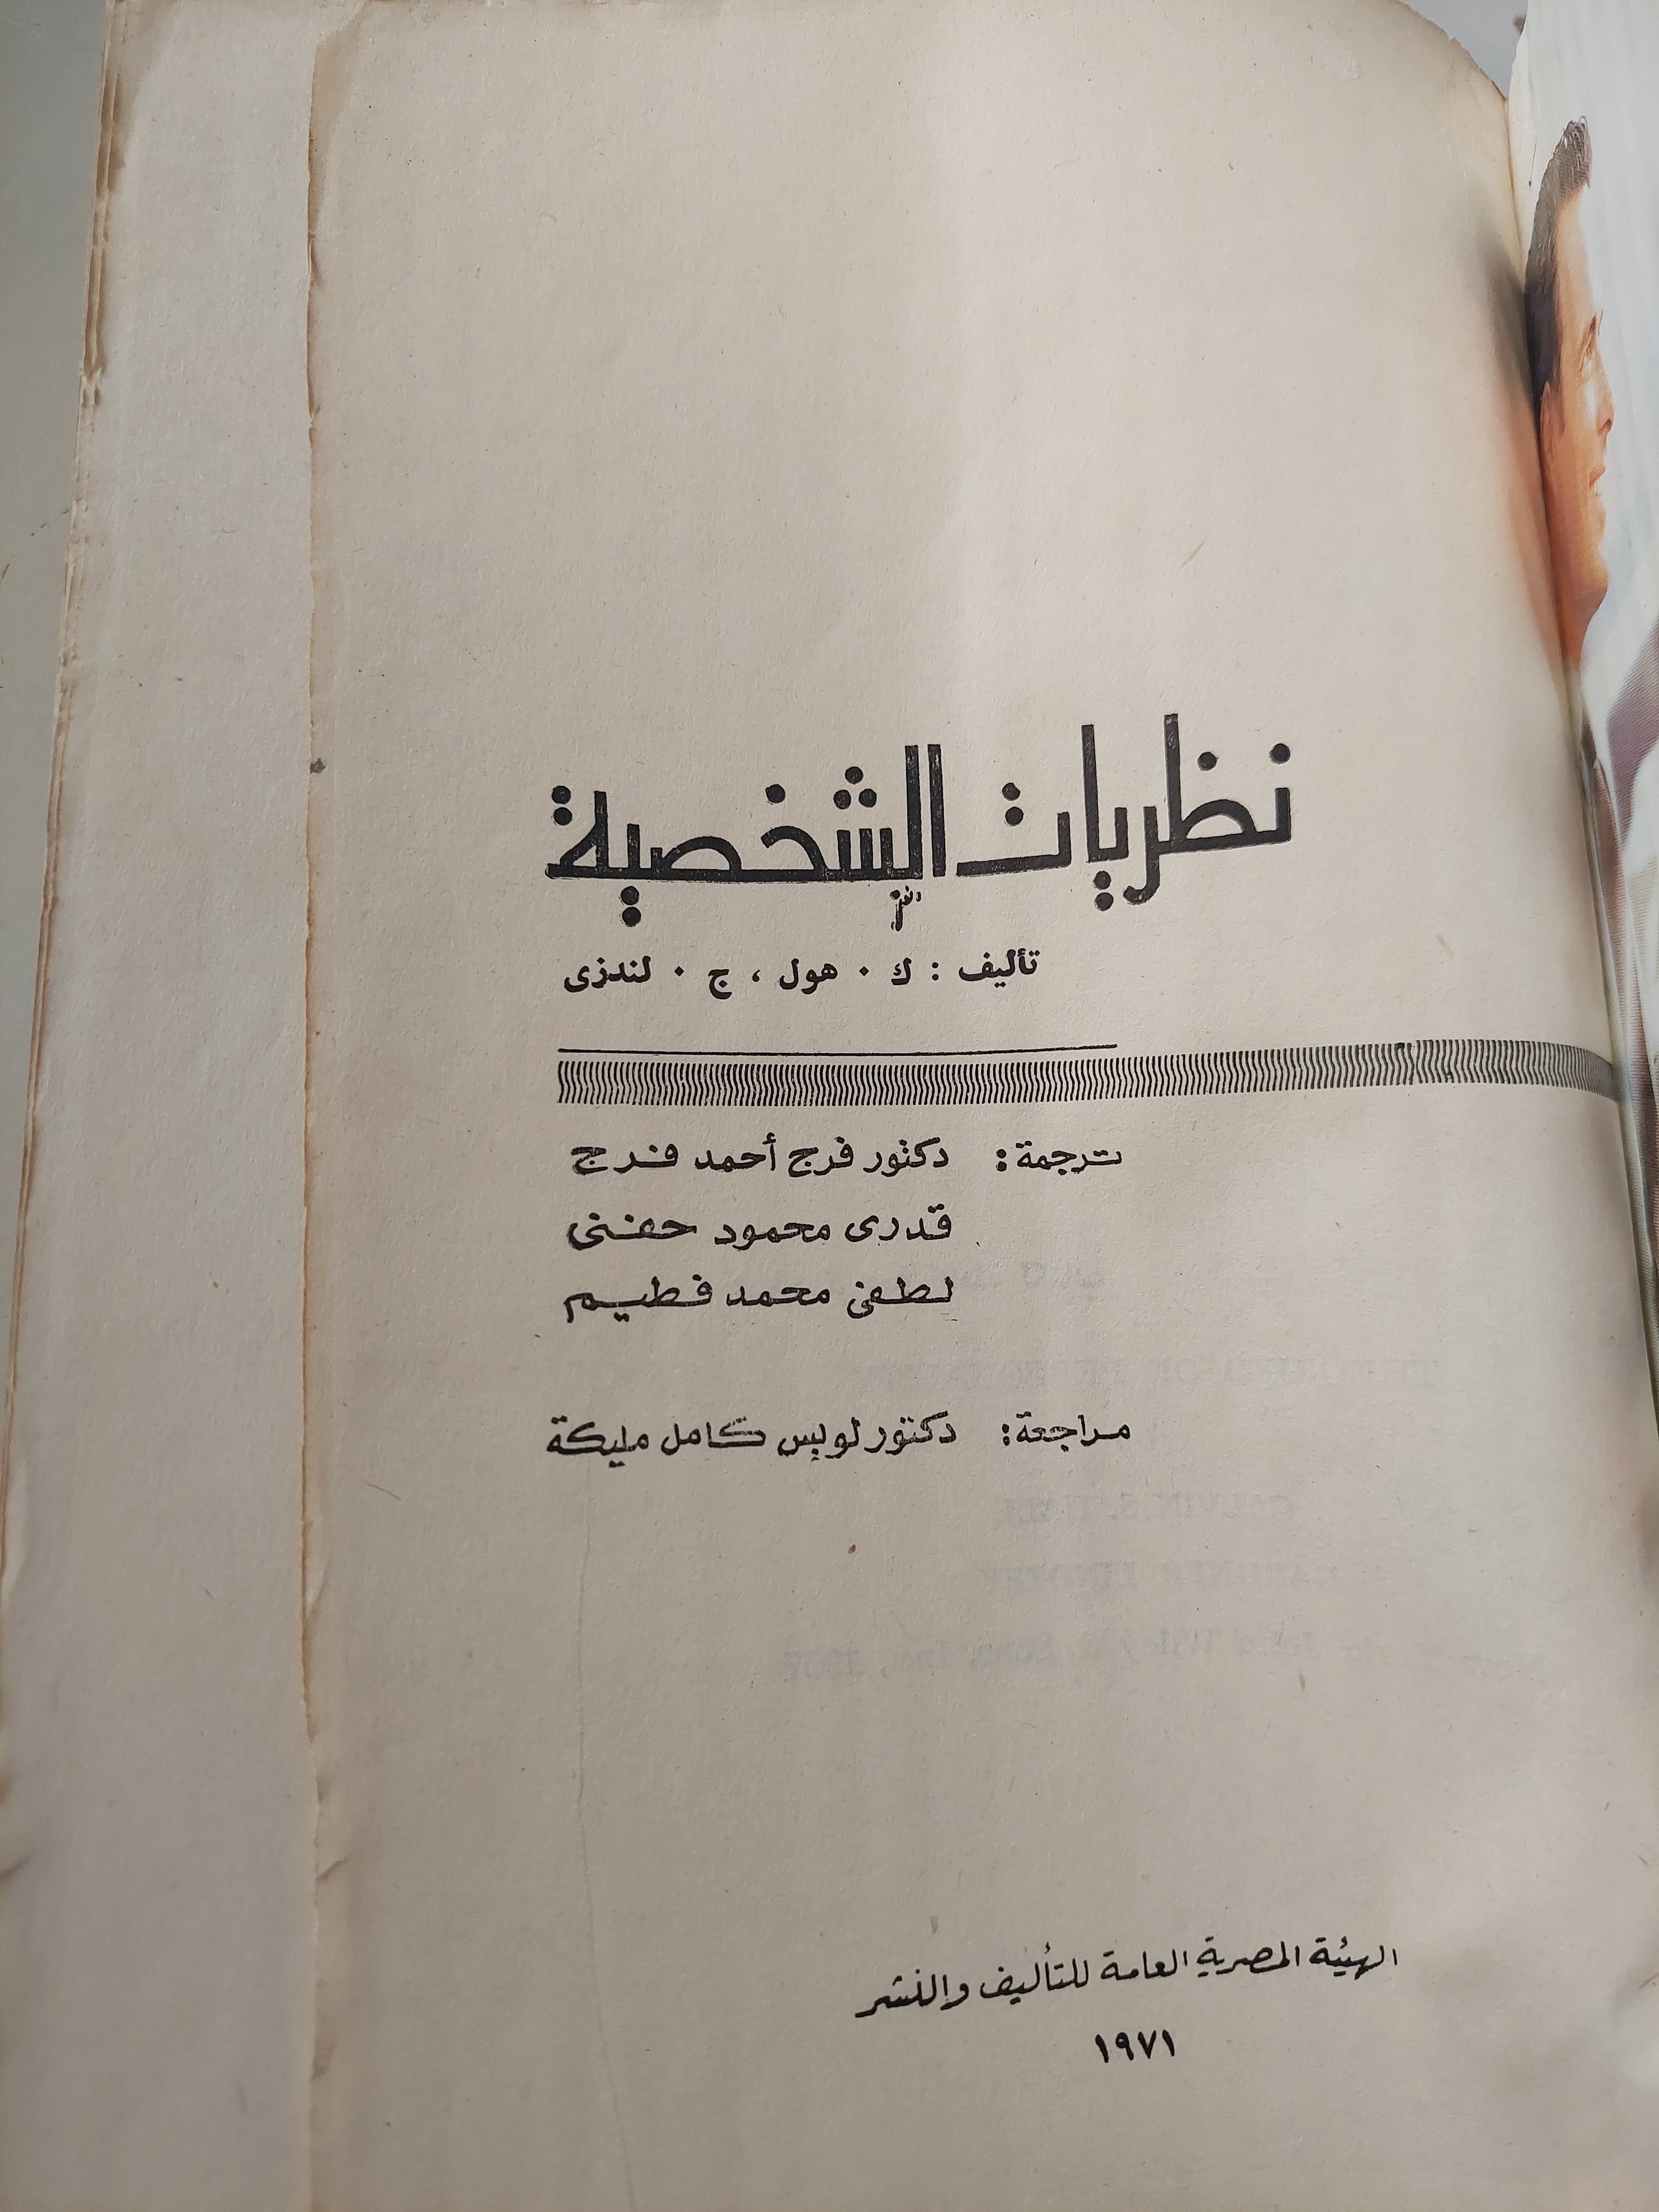 نظريات الشخصية
تأليف : ك . هول ، ج . لندزى
ترجمة : دكتور فرج أحمد فرج
قدرى محمود حفنى
لطفى محمد فطيم
مراجعة : دكتور لويس كامل مليكة
الهيئة المصرية العامة للتأليف والنشر
١٩٧١